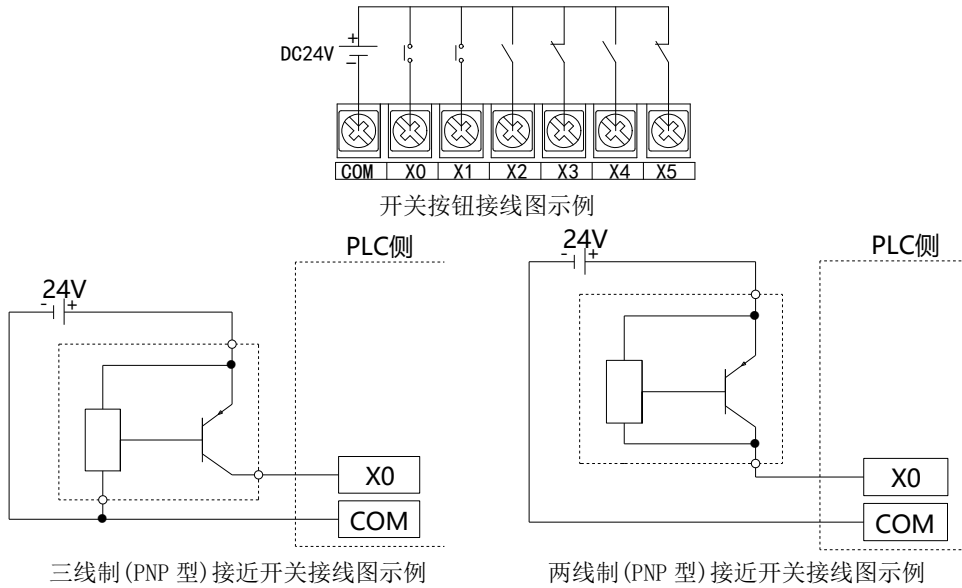 +
DC24V
-
COM X0 X1 X2 X3 X4 X5
开关按钮接线图示例
24V
- +
PLC侧
X0
COM
三线制(PNP 型)接近开关接线图示例
24V
- +
PLC侧
X0
COM
两线制(PNP 型)接近开关接线图示例